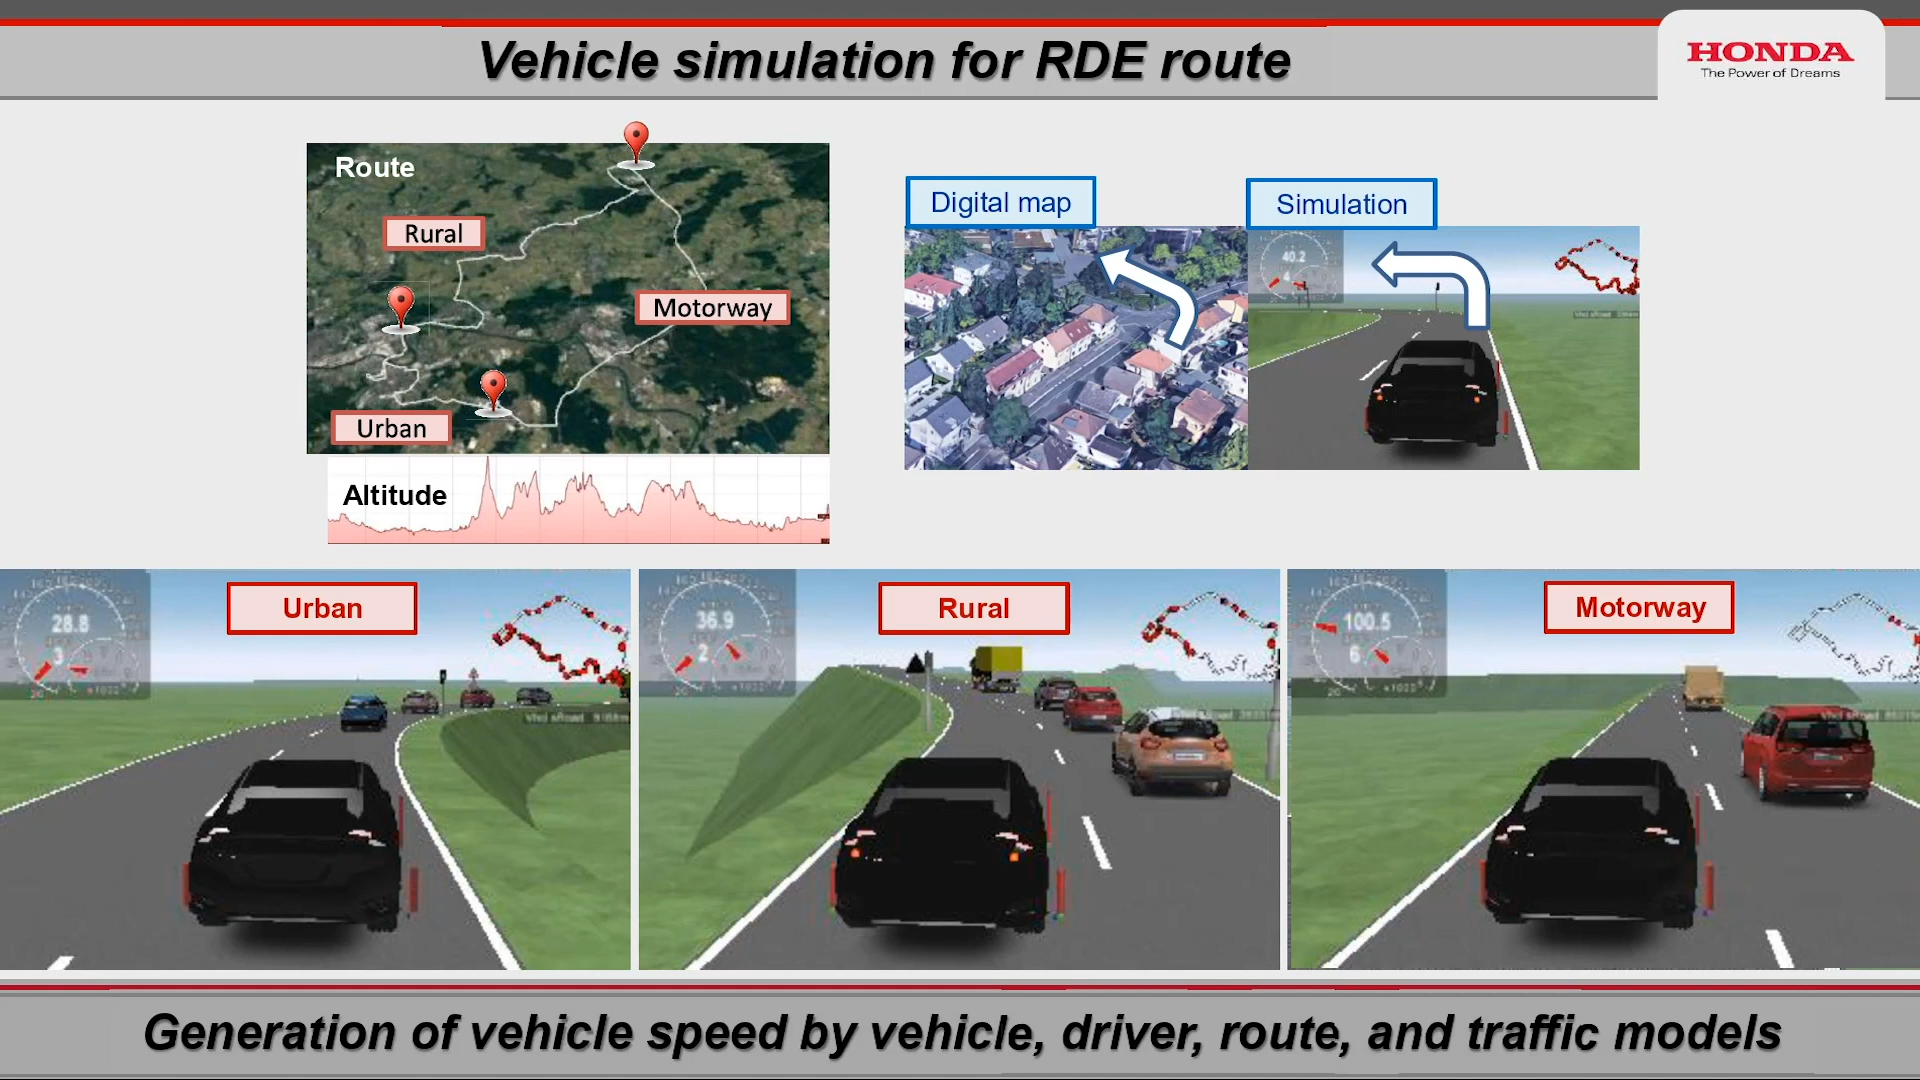 Vehicle simulation for RDE route
HONDA
The Power of Dreams
Route
Rural
Motorway
Urban
Altitude
Digital map
Simulation
40.2
4
Urban
28.8
3
Rural
36.9
2
Motorway
100.5
6
Generation of vehicle speed by vehicle, driver, route, and traffic models